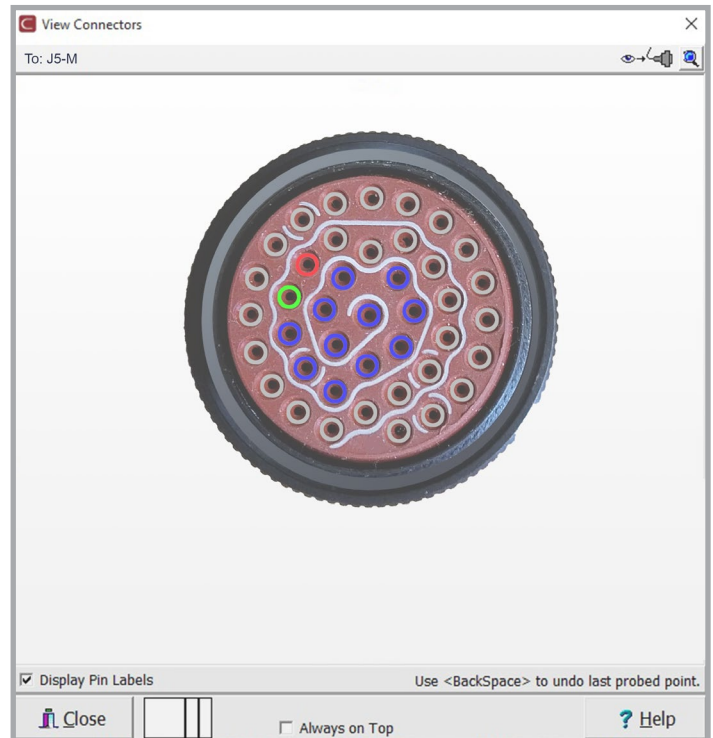 View Connectors
To: J5-M
Display Pin Labels
Use <BackSpace> to undo last probed point.
Close
Always on Top
? Help